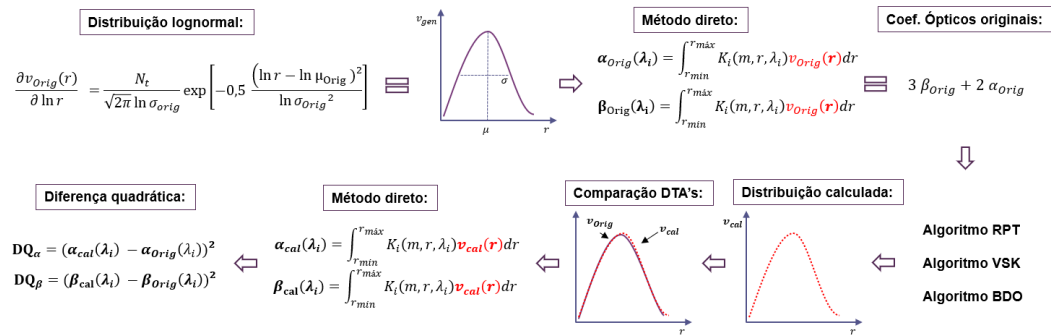 Distribuição lognormal:
∂v_Orig(r)/∂ ln r = N_t/(√2π ln σ_orig) exp[−0,5 (ln r − ln μ_Orig)²/ln σ_Orig²]
v_gen
σ
μ
r
Método direto:
α_Orig(λ_i) = ∫_{r_min}^{r_máx} K_i(m, r, λ_i)v_Orig(r)dr
β_Orig(λ_i) = ∫_{r_min}^{r_máx} K_i(m, r, λ_i)v_Orig(r)dr
Coef. Ópticos originais:
3 β_Orig + 2 α_Orig
Algoritmo RPT
Algoritmo VSK
Algoritmo BDO
Distribuição calculada:
v_cal
r
Comparação DTA's:
v_Orig
v_cal
r
Método direto:
α_cal(λ_i) = ∫_{r_min}^{r_máx} K_i(m, r, λ_i)v_cal(r)dr
β_cal(λ_i) = ∫_{r_min}^{r_máx} K_i(m, r, λ_i)v_cal(r)dr
Diferença quadrática:
DQ_α = (α_cal(λ_i) − α_Orig(λ_i))²
DQ_β = (β_cal(λ_i) − β_Orig(λ_i))²